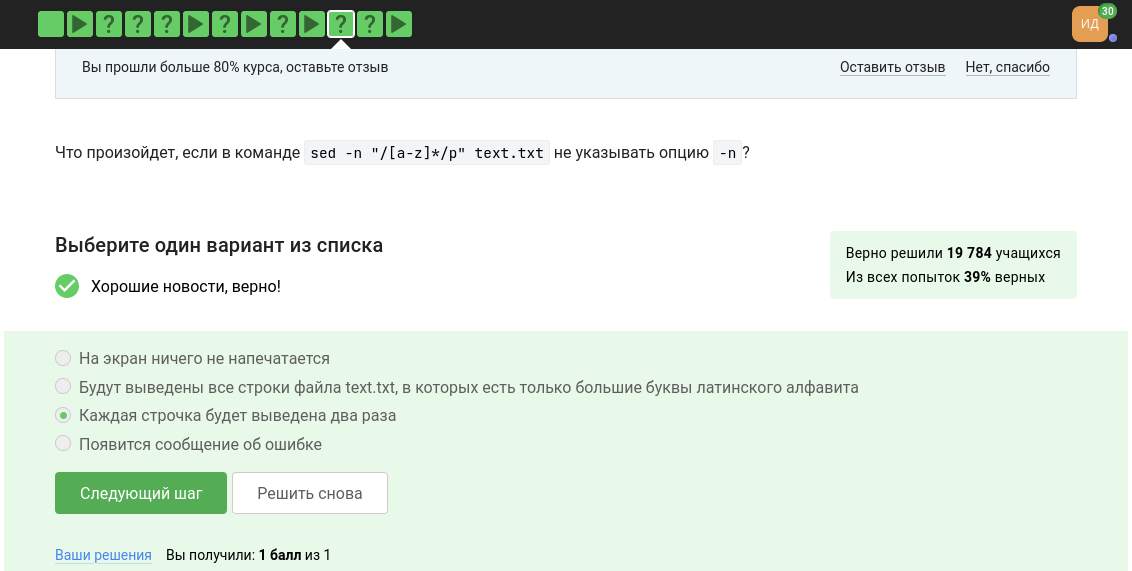 ? ? ? ? ? ? ?
30
ИД
Вы прошли больше 80% курса, оставьте отзыв Оставить отзыв Нет, спасибо
Что произойдет, если в команде sed -n "/[a-z]*/p" text.txt не указывать опцию -n ?
Выберите один вариант из списка
Верно решили 19 784 учащихся
Из всех попыток 39% верных
Хорошие новости, верно!
На экран ничего не напечатается
Будут выведены все строки файла text.txt, в которых есть только большие буквы латинского алфавита
Каждая строчка будет выведена два раза
Появится сообщение об ошибке
Следующий шаг Решить снова
Ваши решения Вы получили: 1 балл из 1